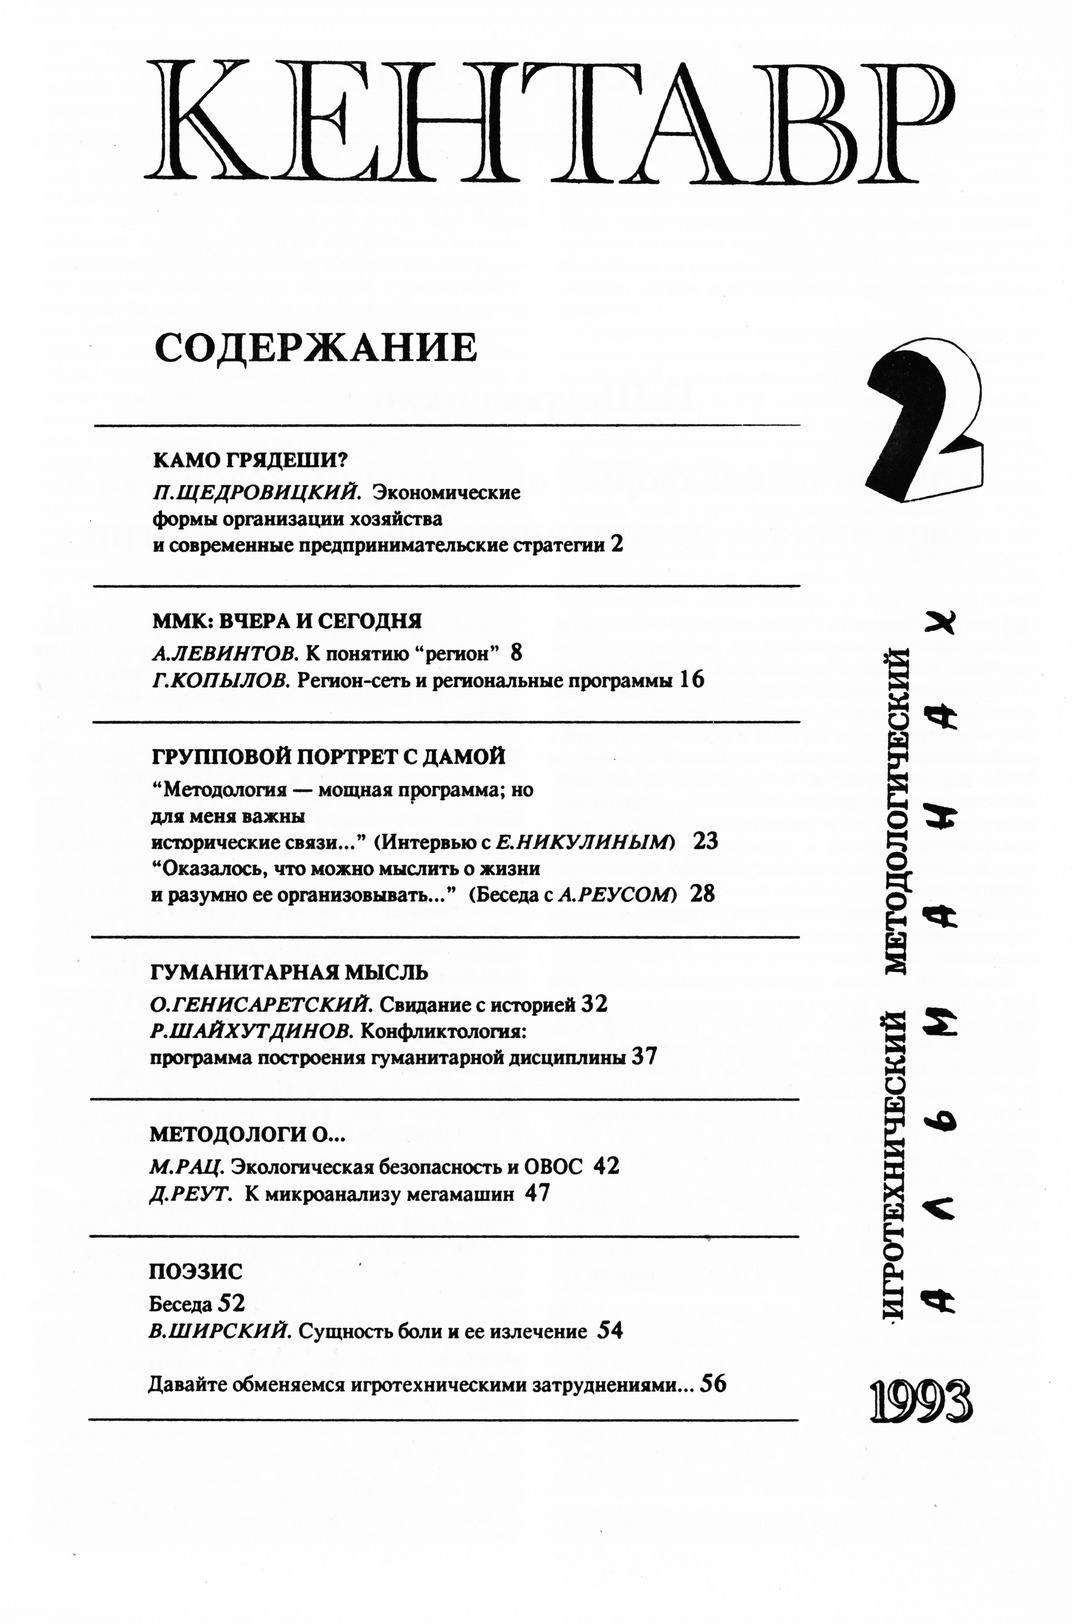 КЕНТАВР
СОДЕРЖАНИЕ
2
КАМО ГРЯДЕШИ?
П.ЩЕДРОВИЦКИЙ. Экономические
формы организации хозяйства
и современные предпринимательские стратегии 2
ММК: ВЧЕРА И СЕГОДНЯ
А.ЛЕВИНТОВ. К понятию “регион” 8
Г.КОПЫЛОВ. Регион-сеть и региональные программы 16
ГРУППОВОЙ ПОРТРЕТ С ДАМОЙ
“Методология — мощная программа; но
для меня важны
исторические связи...” (Интервью с Е.НИКУЛИНЫМ) 23
“Оказалось, что можно мыслить о жизни
и разумно ее организовывать...” (Беседа с А.РЕУСОМ) 28
ГУМАНИТАРНАЯ МЫСЛЬ
О.ГЕНИСАРЕТСКИЙ. Свидание с историей 32
Р.ШАЙХУТДИНОВ. Конфликтология:
программа построения гуманитарной дисциплины 37
МЕТОДОЛОГИ О...
М.РАЦ. Экологическая безопасность и ОВОС 42
Д.РЕУТ. К микроанализу мегамашин 47
ПОЭЗИС
Беседа 52
В.ШИРСКИЙ. Сущность боли и ее излечение 54
Давайте обменяемся игротехническими затруднениями... 56
ИГРОТЕХНИЧЕСКИЙ МЕТОДОЛОГИЧЕСКИЙ
АЛЬМАНАХ
1993